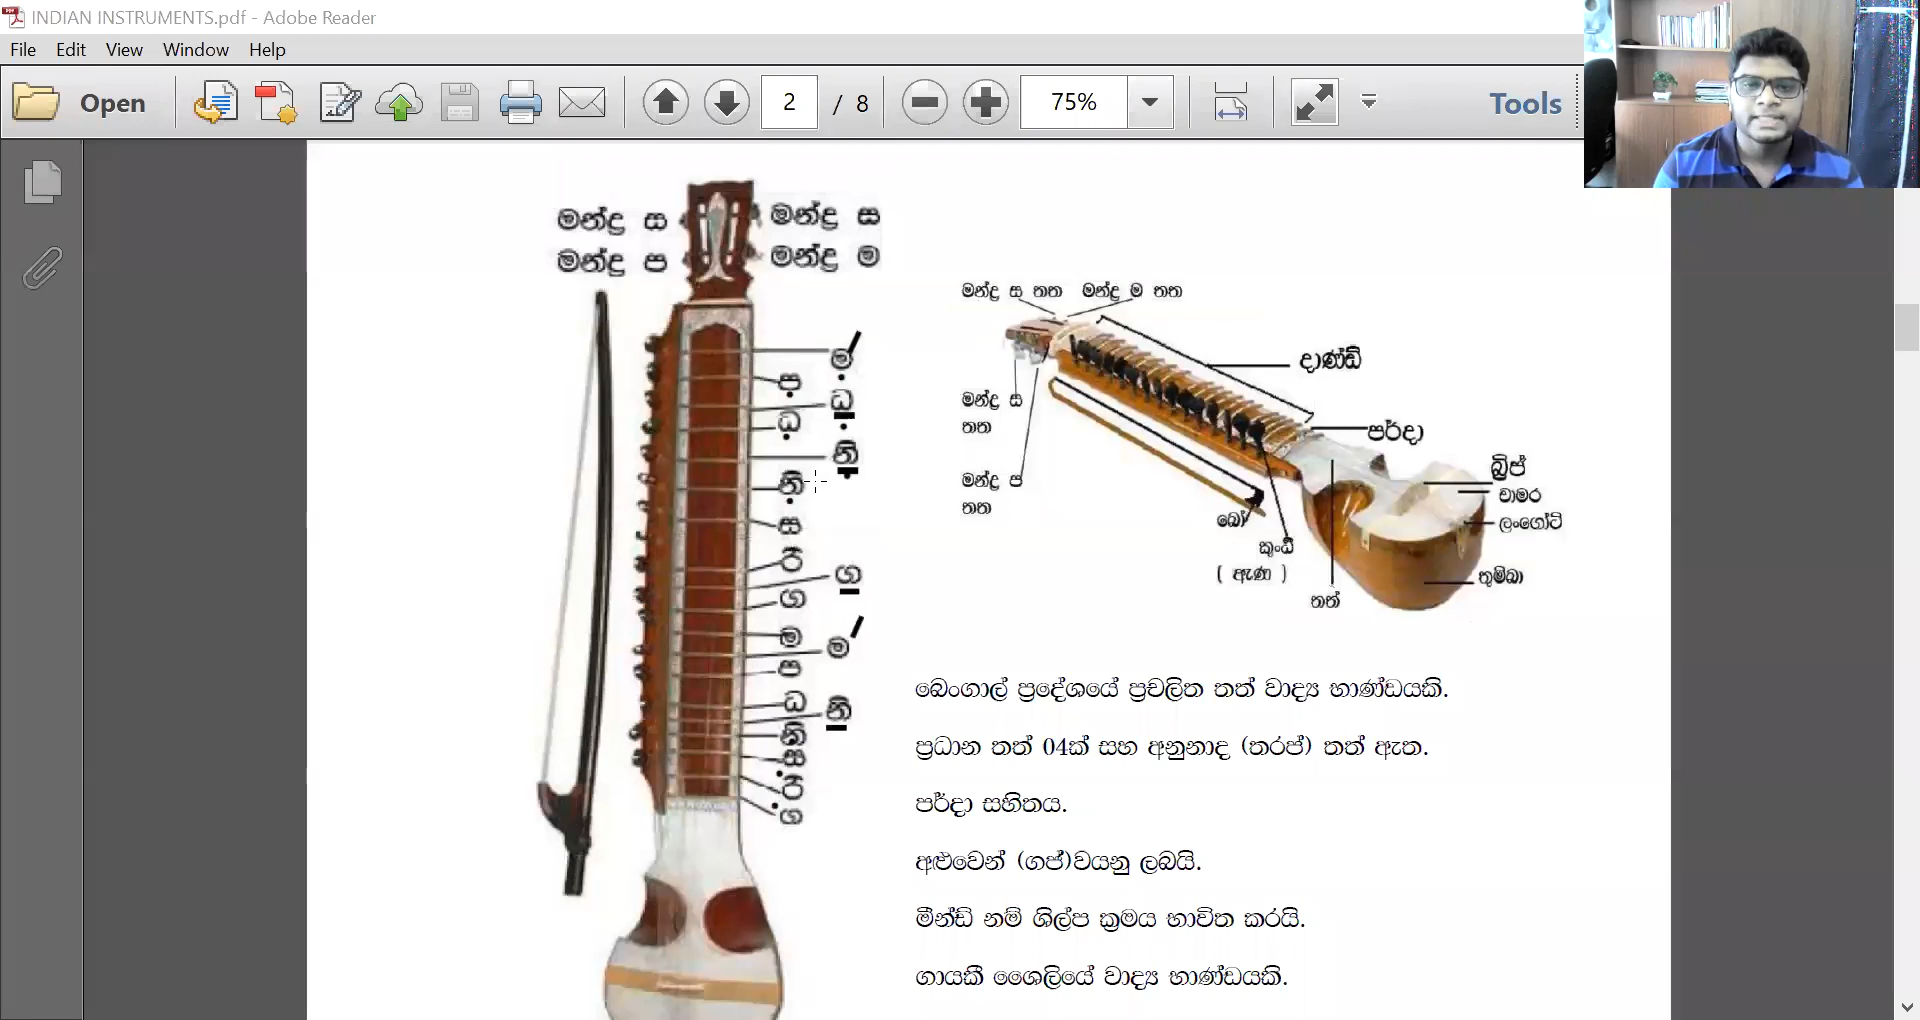 INDIAN INSTRUMENTS.pdf - Adobe Reader
File Edit View Window Help
Open 2 / 8 75% Tools
මන්ද්‍ර ස
මන්ද්‍ර ස
මන්ද්‍ර ප
මන්ද්‍ර ම
ම
ප
ධ
ධ
නි
නි
ස
රි
ග
ග
ම
ම
ප
ධ
නි
නි
ස
රි
ග
මන්ද්‍ර ස තත
මන්ද්‍ර ම තත
දාණ්ඩි
මන්ද්‍ර ස
තත
පර්දා
බ්‍රිජ්
චාමර
මන්ද්‍ර ප
තත
ලංගෝට්
බෝ
කුංඨි
( ඇණ )
තුම්බා
තත්
බෙංගාල් ප්‍රදේශයේ ප්‍රචලිත තත් වාද්‍ය භාණ්ඩයකි.
ප්‍රධාන තත් 04ක් සහ අනුනාද (තරප්) තත් ඇත.
පර්දා සහිතය.
අළුවෙන් (ගජ්)වයනු ලබයි.
මීන්ඩ් නම් ශිල්ප ක්‍රමය භාවිත කරයි.
ගායකී ශෛලියේ වාද්‍ය භාණ්ඩයකි.